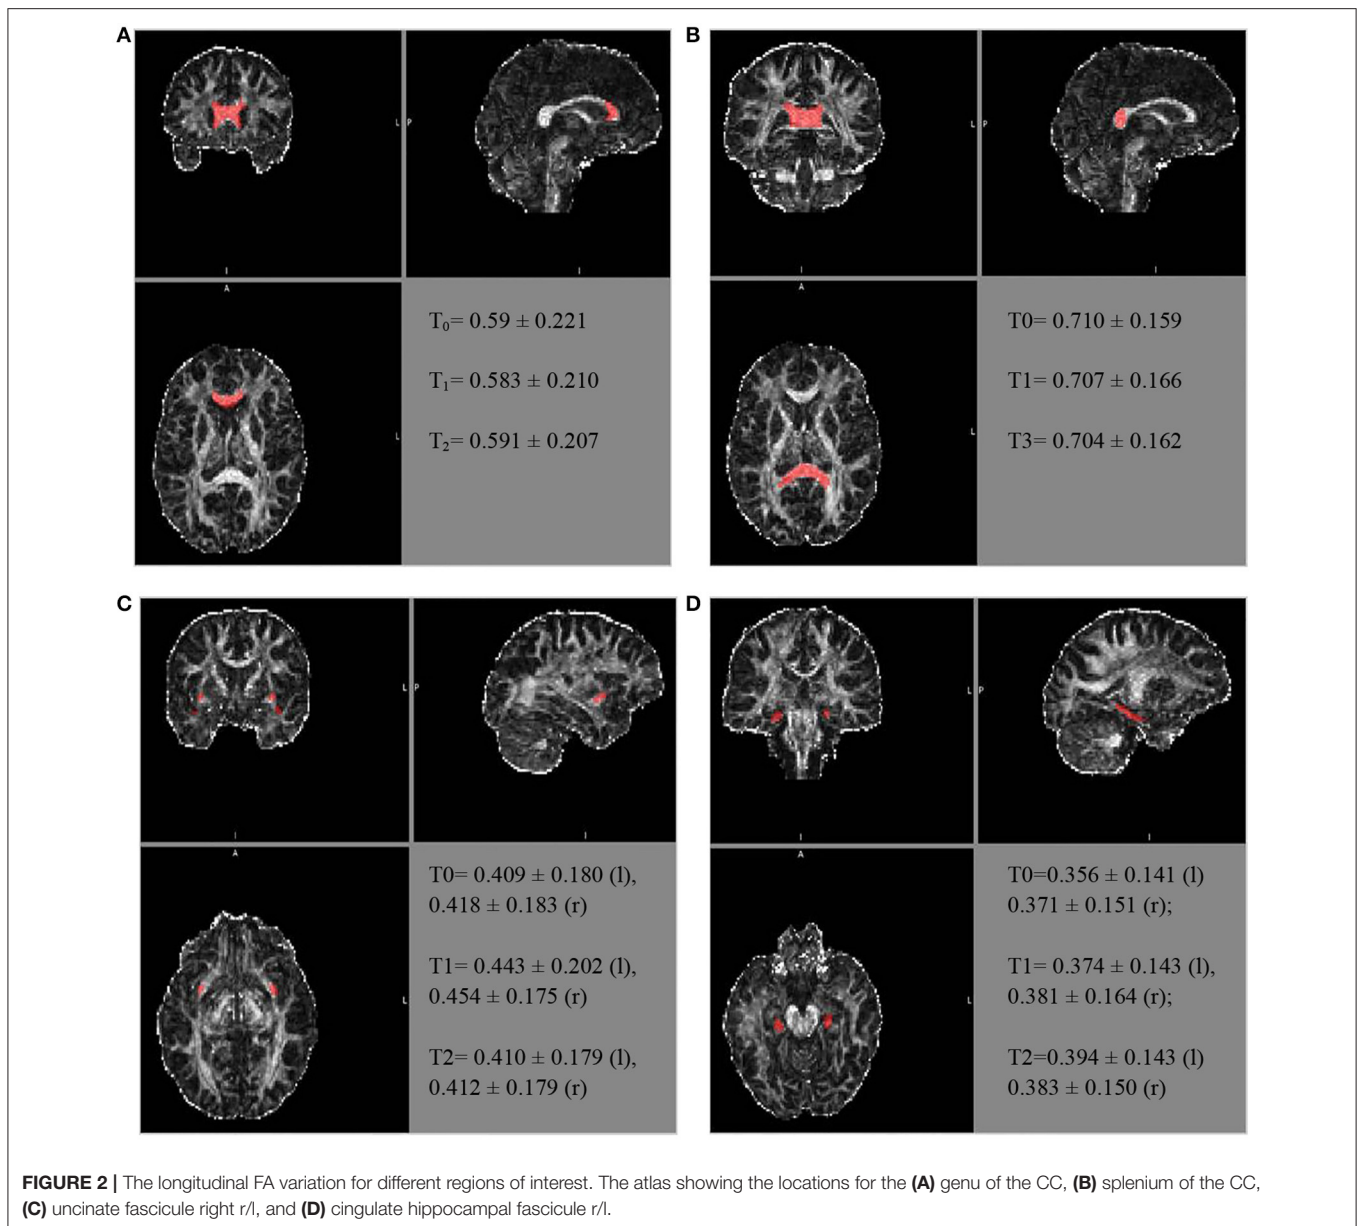 A
L P
I I
A
L
T₀= 0.59 ± 0.221
T₁= 0.583 ± 0.210
T₂= 0.591 ± 0.207
B
L P
I I
A
L
T0= 0.710 ± 0.159
T1= 0.707 ± 0.166
T3= 0.704 ± 0.162
C
L P
I I
A
L
T0= 0.409 ± 0.180 (l),
0.418 ± 0.183 (r)
T1= 0.443 ± 0.202 (l),
0.454 ± 0.175 (r)
T2= 0.410 ± 0.179 (l),
0.412 ± 0.179 (r)
D
L P
I I
A
L
T0=0.356 ± 0.141 (l)
0.371 ± 0.151 (r);
T1= 0.374 ± 0.143 (l),
0.381 ± 0.164 (r);
T2=0.394 ± 0.143 (l)
0.383 ± 0.150 (r)
FIGURE 2 | The longitudinal FA variation for different regions of interest. The atlas showing the locations for the (A) genu of the CC, (B) splenium of the CC,
(C) uncinate fascicule right r/l, and (D) cingulate hippocampal fascicule r/l.